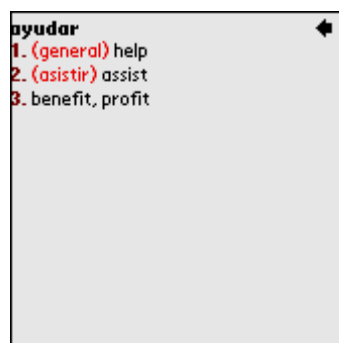 ayudar
1. (general) help
2. (asistir) assist
3. benefit, profit